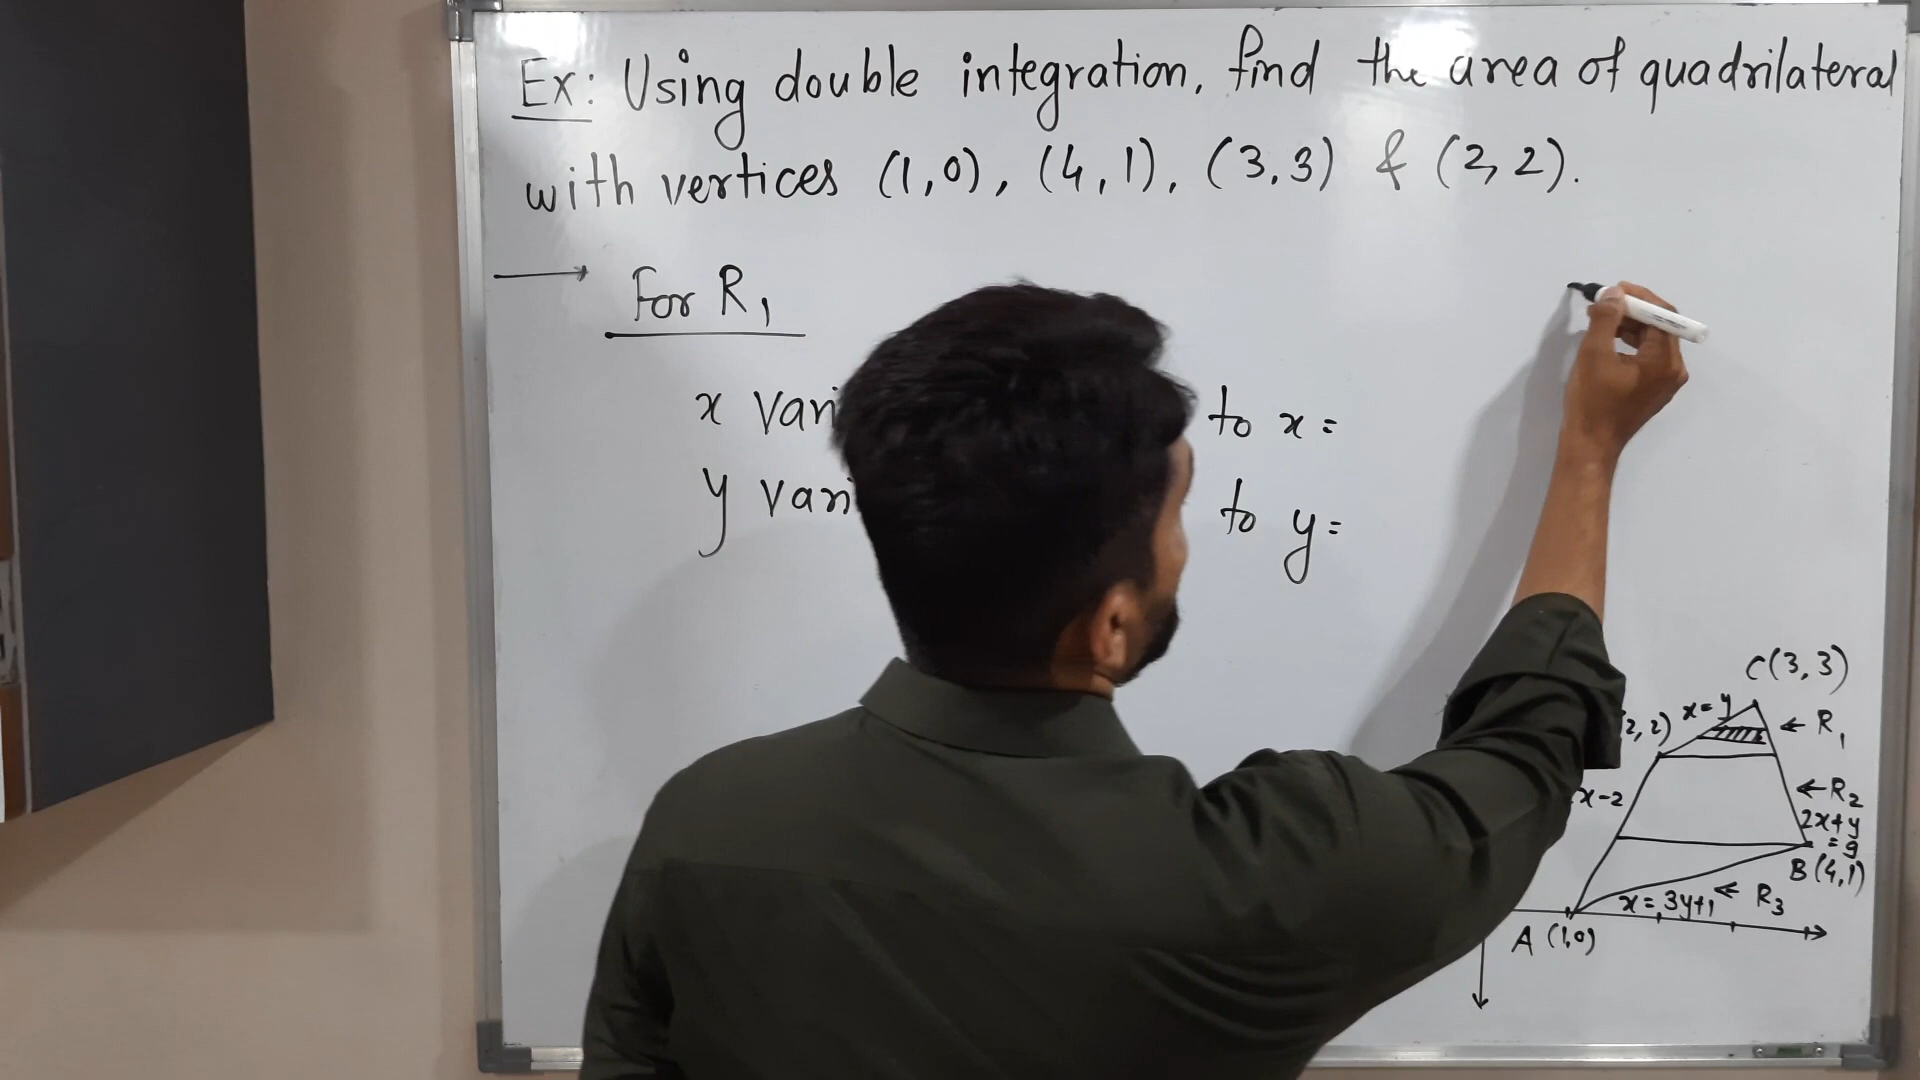 Ex: Using double integration, find the area of quadrilateral
with vertices (1,0), (4,1), (3,3) & (2,2).
→ For R₁
x vari to x=
y vari to y=
C(3,3)
x=y
← R₁
2,2)
x-2
← R₂
2x+y
=9
B(4,1)
x=3y+1
← R₃
A (1,0)